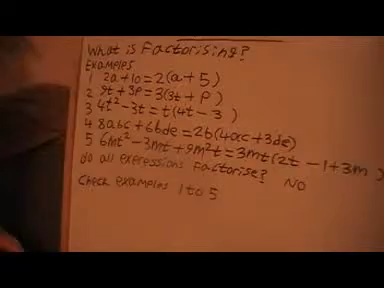 What is Factorising?
Examples
1 2a+10=2(a+5)
2 9t+3p=3(3t+p)
3 4t²-3t=t(4t-3)
4 8abc+6bde=2b(4ac+3de)
5 6mt²-3mt+9m²t=3mt(2t-1+3m)
do all expressions factorise? NO
Check examples 1 to 5